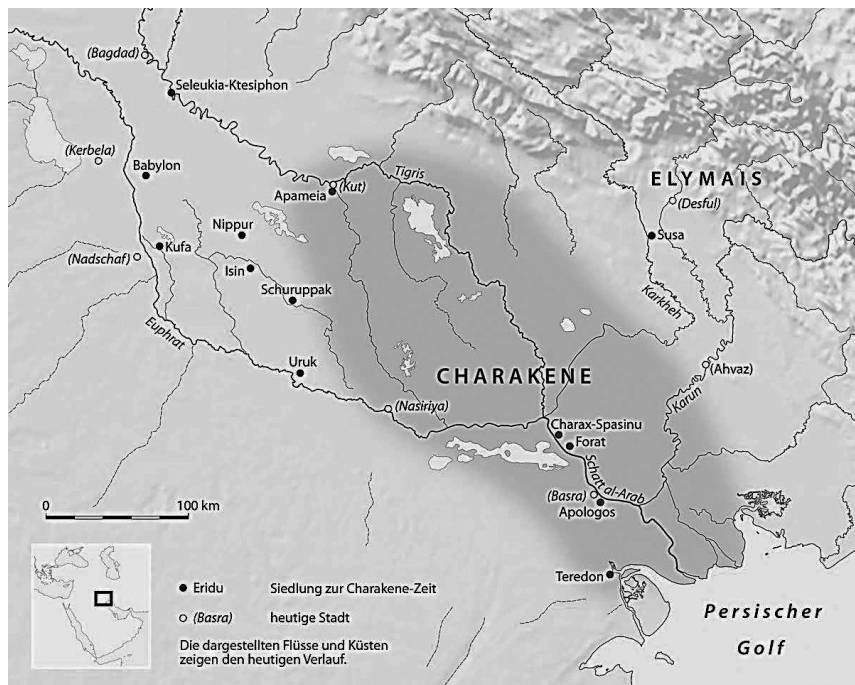 (Bagdad)
Seleukia-Ktesiphon
(Kerbela)
Babylon
(Kut)
Tigris
Apameia
ELYMAIS
(Desful)
Nippur
Kufa
Susa
(Nadschaf)
Isin
Schuruppak
Karkheh
Euphrat
Uruk
CHARAKENE
(Ahvaz)
Karun
(Nasiriya)
Charax-Spasinu
Forat
Schatt al-Arab
(Basra)
Apologos
0 100 km
Teredon
Eridu Siedlung zur Charakene-Zeit
(Basra) heutige Stadt
Die dargestellten Flüsse und Küsten
zeigen den heutigen Verlauf.
Persischer
Golf